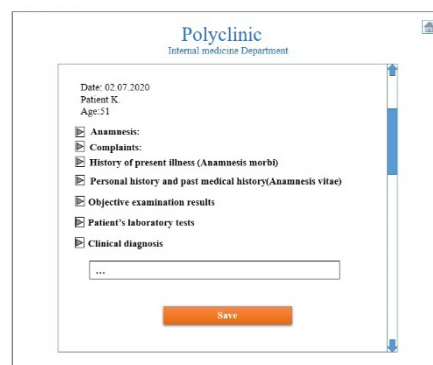 Polyclinic
Internal medicine Department
Date: 02.07.2020
Patient K.
Age:51
Anamnesis:
Complaints:
History of present illness (Anamnesis morbi)
Personal history and past medical history(Anamnesis vitae)
Objective examination results
Patient's laboratory tests
Clinical diagnosis
...
Save